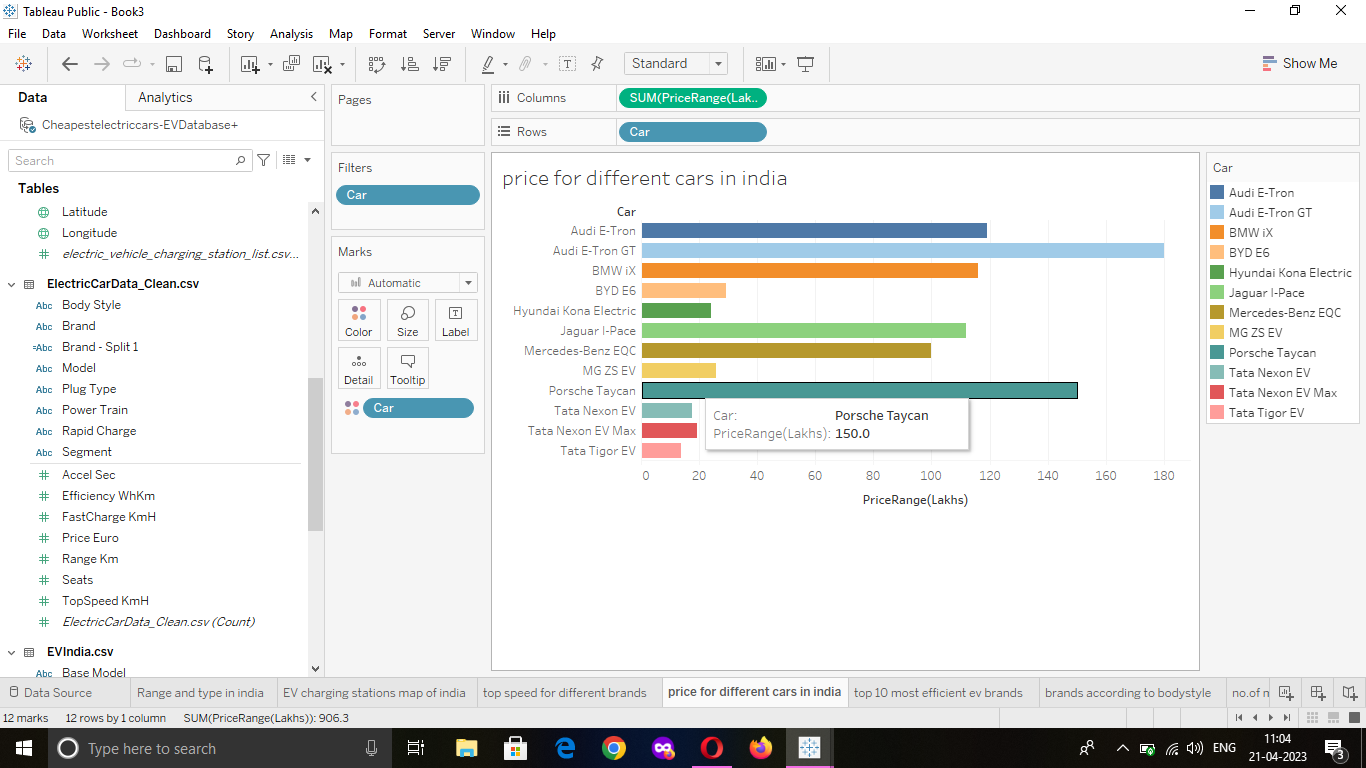 Tableau Public - Book3
File Data Worksheet Dashboard Story Analysis Map Format Server Window Help
Standard
Show Me
Data Analytics
Cheapestelectriccars-EVDatabase+
Search
Tables
Latitude
Longitude
electric_vehicle_charging_station_list.csv...
ElectricCarData_Clean.csv
Abc Body Style
Abc Brand
=Abc Brand - Split 1
Abc Model
Abc Plug Type
Abc Power Train
Abc Rapid Charge
Abc Segment
# Accel Sec
# Efficiency WhKm
# FastCharge KmH
# Price Euro
# Range Km
# Seats
# TopSpeed KmH
# ElectricCarData_Clean.csv (Count)
EVIndia.csv
Abc Base Model
Pages
Filters
Car
Marks
Automatic
Color Size Label
Detail Tooltip
Car
Columns SUM(PriceRange(Lak..
Rows Car
price for different cars in india
Car
Audi E-Tron
Audi E-Tron GT
BMW iX
BYD E6
Hyundai Kona Electric
Jaguar I-Pace
Mercedes-Benz EQC
MG ZS EV
Porsche Taycan
Tata Nexon EV
Tata Nexon EV Max
Tata Tigor EV
Car: Porsche Taycan
PriceRange(Lakhs): 150.0
0 20 40 60 80 100 120 140 160 180
PriceRange(Lakhs)
Car
Audi E-Tron
Audi E-Tron GT
BMW iX
BYD E6
Hyundai Kona Electric
Jaguar I-Pace
Mercedes-Benz EQC
MG ZS EV
Porsche Taycan
Tata Nexon EV
Tata Nexon EV Max
Tata Tigor EV
Data Source Range and type in india EV charging stations map of india top speed for different brands price for different cars in india top 10 most efficient ev brands brands according to bodystyle no.of m
12 marks 12 rows by 1 column SUM(PriceRange(Lakhs)): 906.3
Type here to search
ENG
11:04
21-04-2023
3